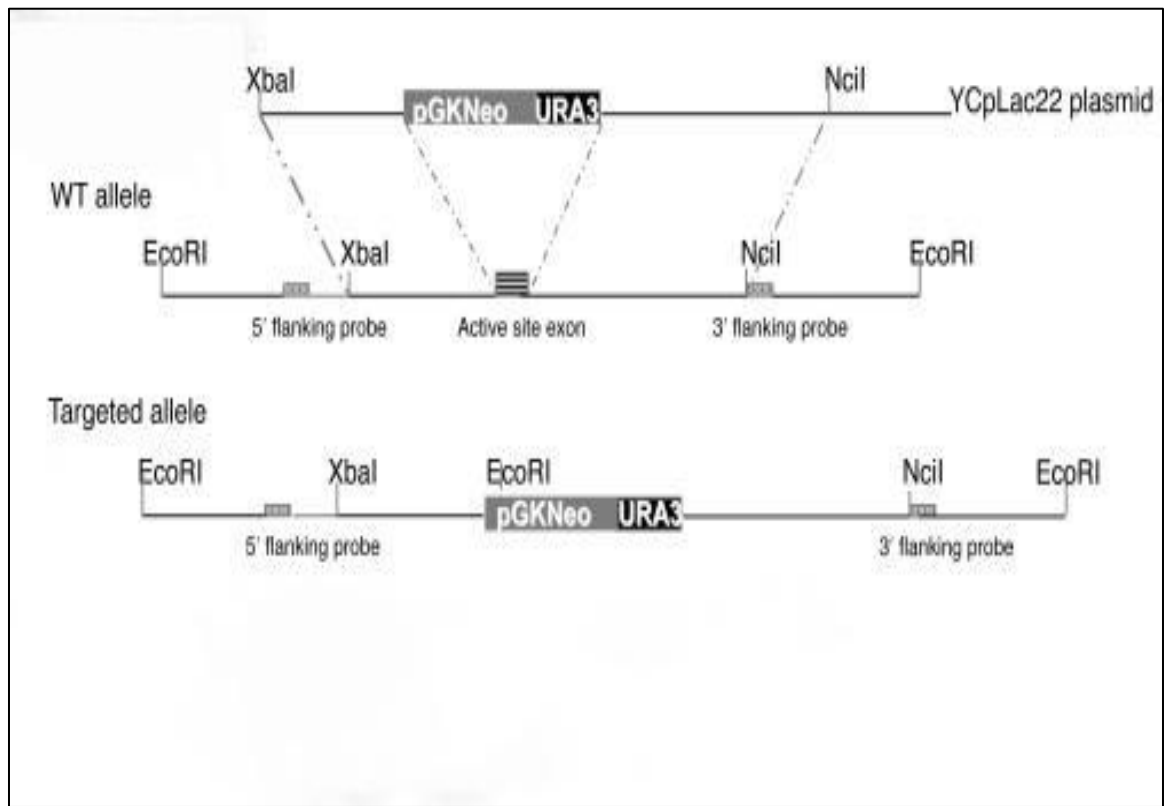 XbaI NciI
pGKNeo URA3 YCpLac22 plasmid
WT allele
EcoRI XbaI NciI EcoRI
5' flanking probe Active site exon 3' flanking probe
Targeted allele
EcoRI XbaI EcoRI NciI EcoRI
pGKNeo URA3
5' flanking probe 3' flanking probe